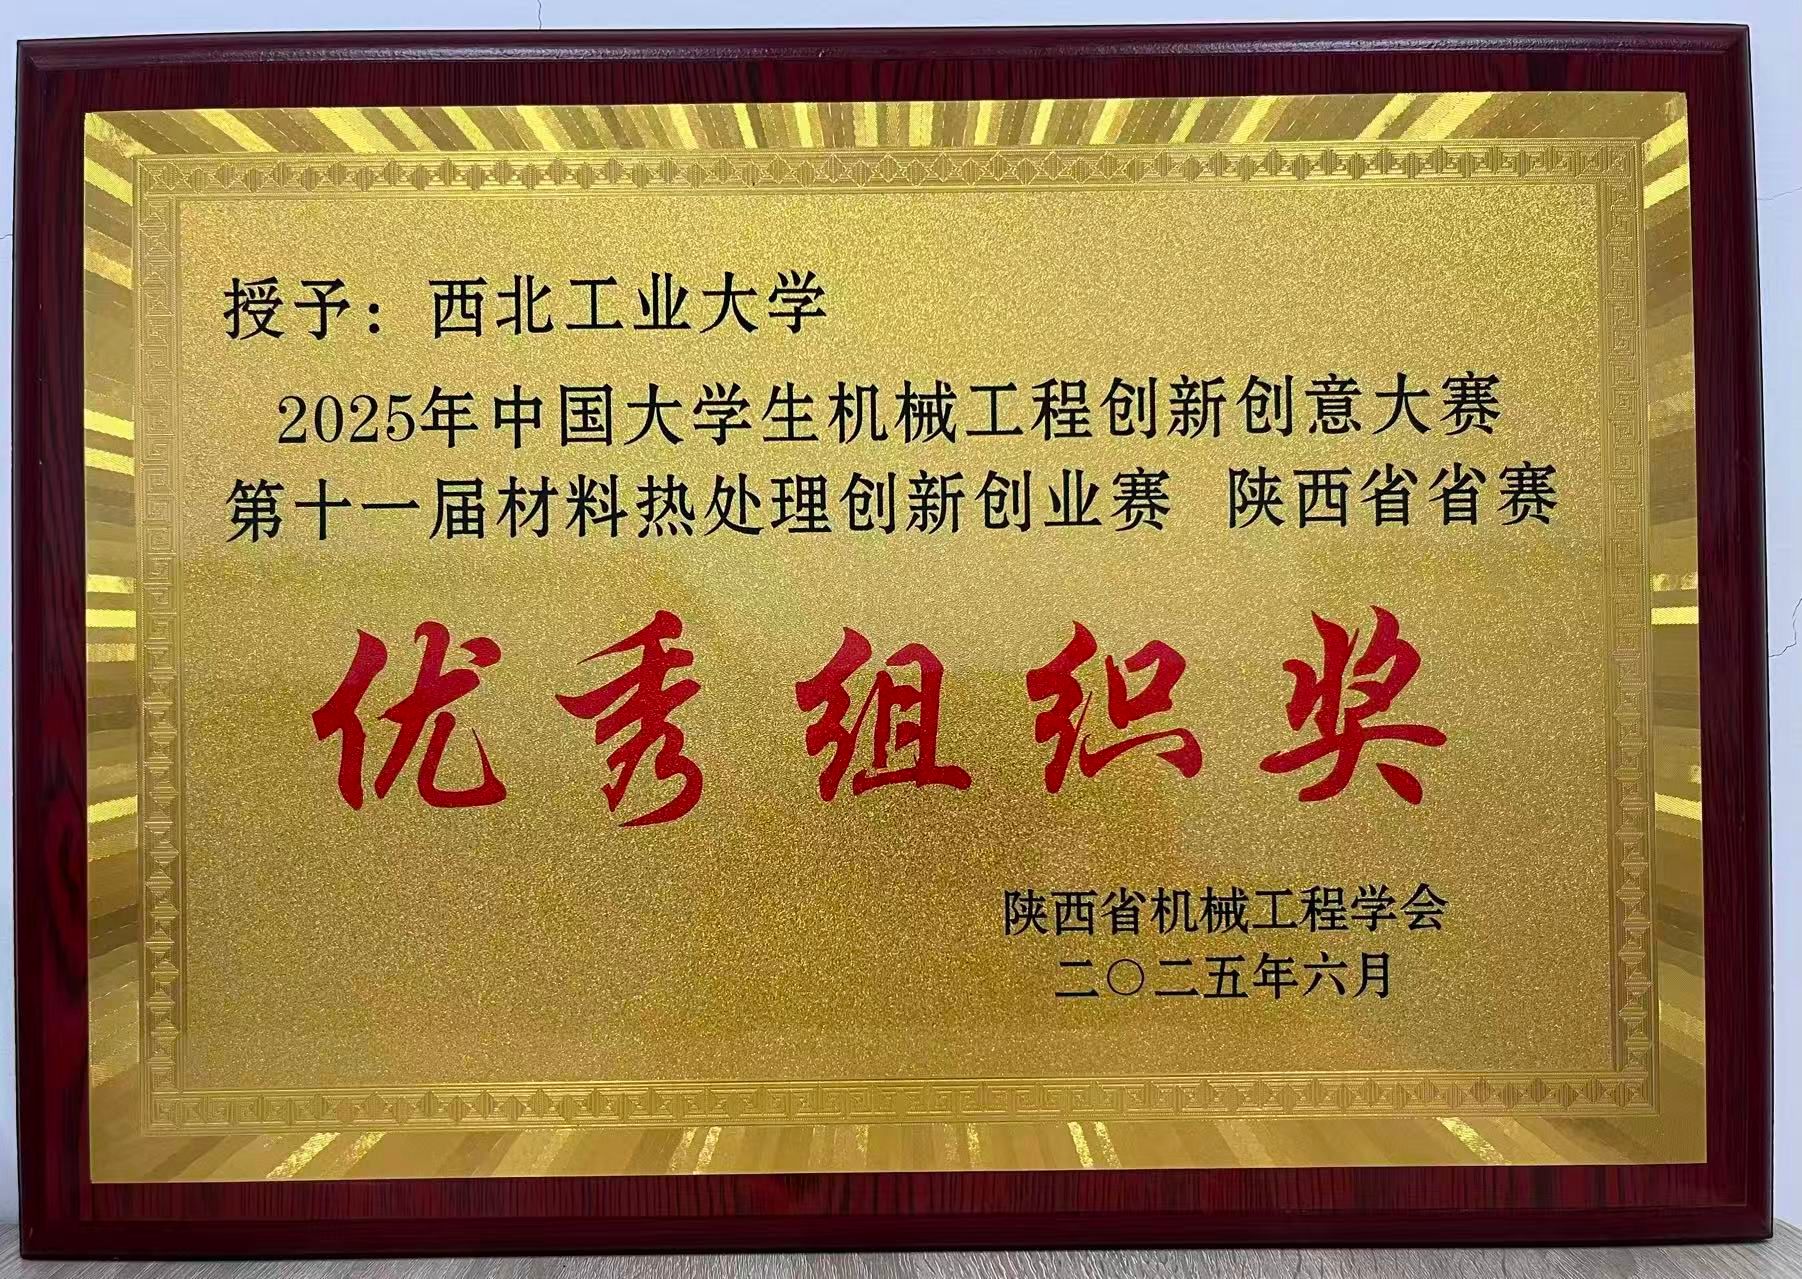 授予：西北工业大学
2025年中国大学生机械工程创新创意大赛
第十一届材料热处理创新创业赛 陕西省省赛
优秀组织奖
陕西省机械工程学会
二〇二五年六月